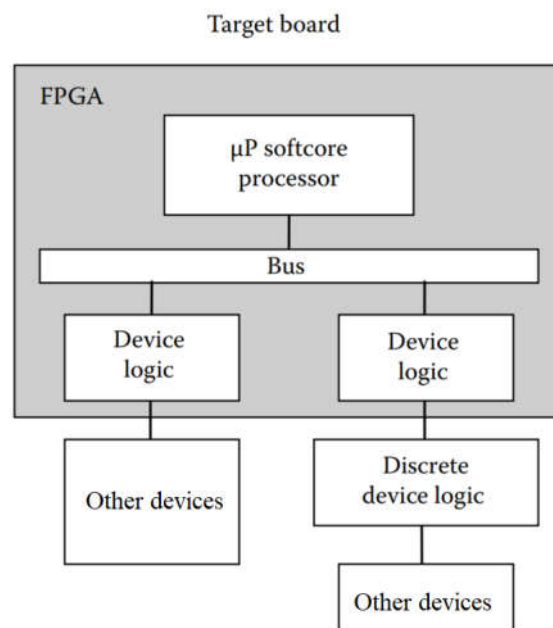 Target board
FPGA
μP softcore
processor
Bus
Device
logic
Device
logic
Other devices
Discrete
device logic
Other devices